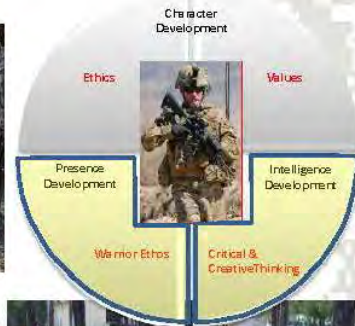 Character
Development
Ethics
Values
Presence
Development
Intelligence
Development
Warrior Ethos
Critical &
CreativeThinking